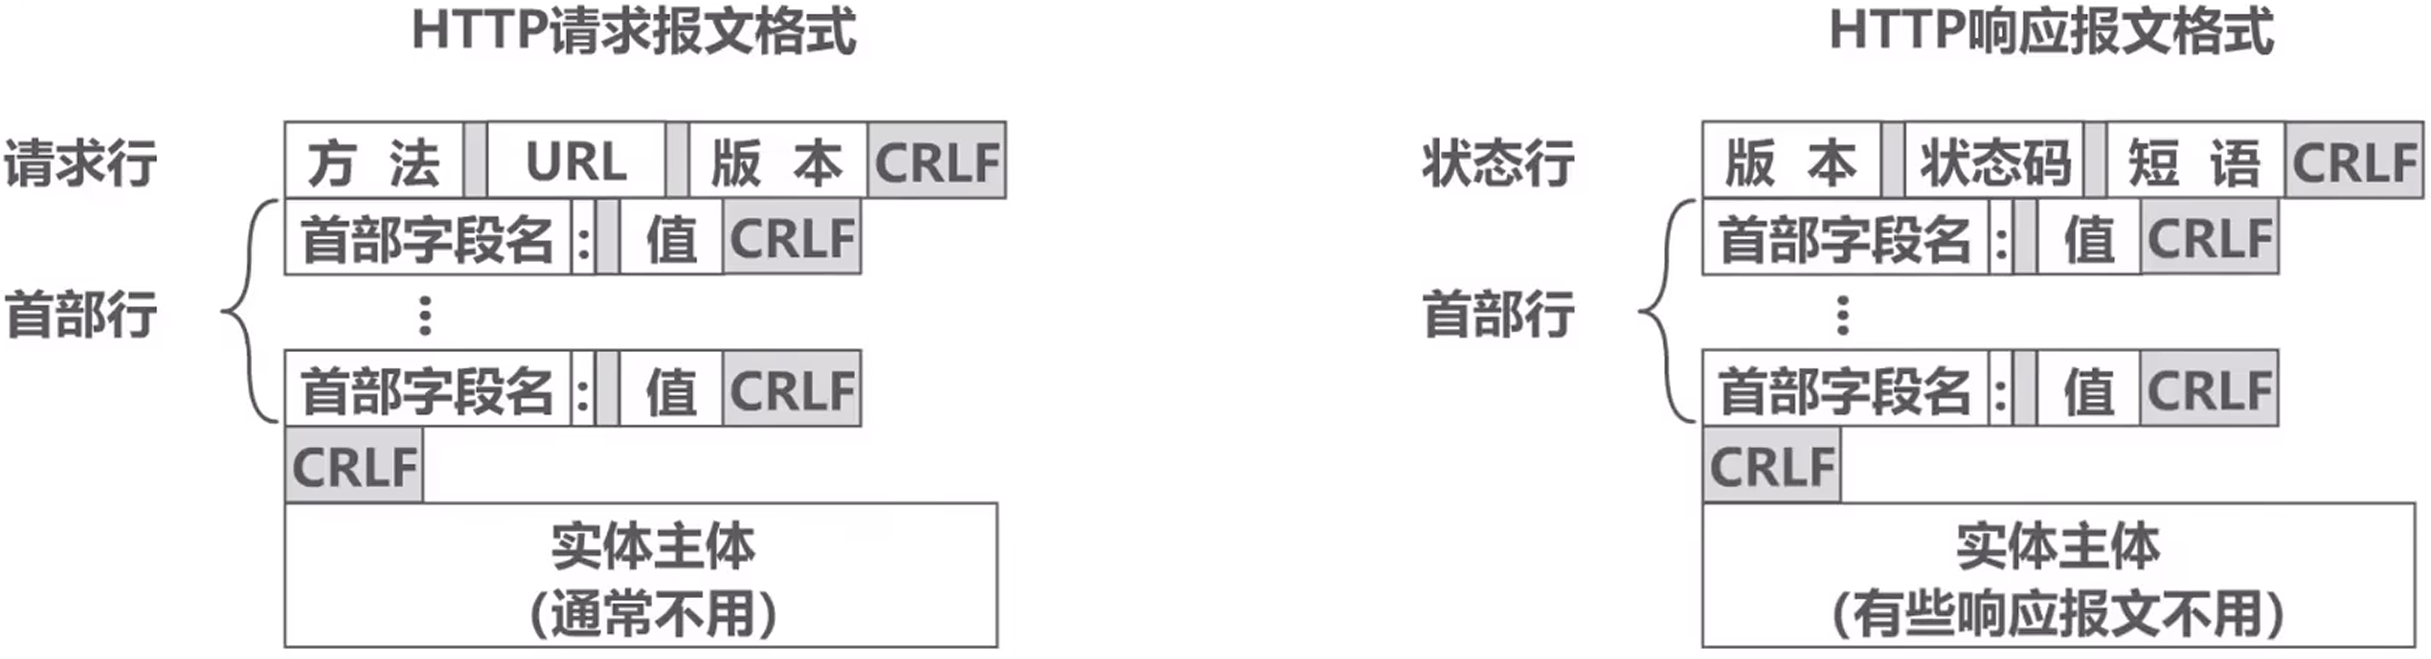 HTTP请求报文格式
请求行
方 法 URL 版 本 CRLF
首部行
首部字段名 : 值 CRLF
⋮
首部字段名 : 值 CRLF
CRLF
实体主体
(通常不用)
HTTP响应报文格式
状态行
版 本 状态码 短 语 CRLF
首部行
首部字段名 : 值 CRLF
⋮
首部字段名 : 值 CRLF
CRLF
实体主体
(有些响应报文不用)